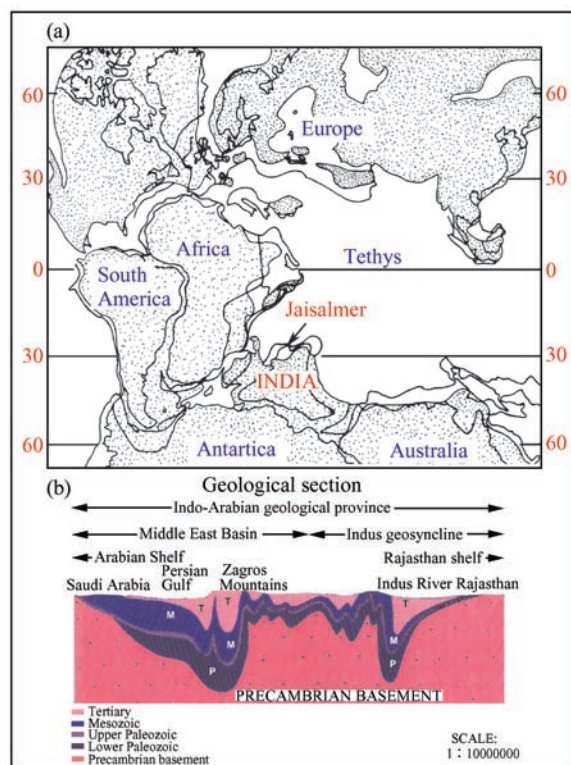 (a)
60 60
Europe
30 30
Africa
Tethys
0 0
South
America
Jaisalmer
30 30
INDIA
Antartica
Australia
60 60
(b)
Geological section
Indo-Arabian geological province
Middle East Basin
Indus geosyncline
Arabian Shelf
Rajasthan shelf
Saudi Arabia
Persian
Gulf
Zagros
Mountains
Indus River Rajasthan
T T T
M M M
P P
PRECAMBRIAN BASEMENT
Tertiary
Mesozoic
Upper Paleozoic
Lower Paleozoic
Precambrian basement
SCALE:
1 : 10000000